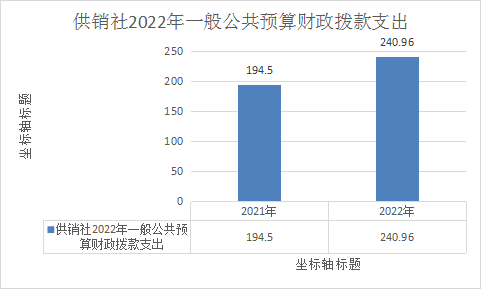 供销社2022年一般公共预算财政拨款支出
坐标轴标题
250
200
150
100
50
0
194.5
240.96
2021年
2022年
供销社2022年一般公共预
算财政拨款支出
194.5
240.96
坐标轴标题